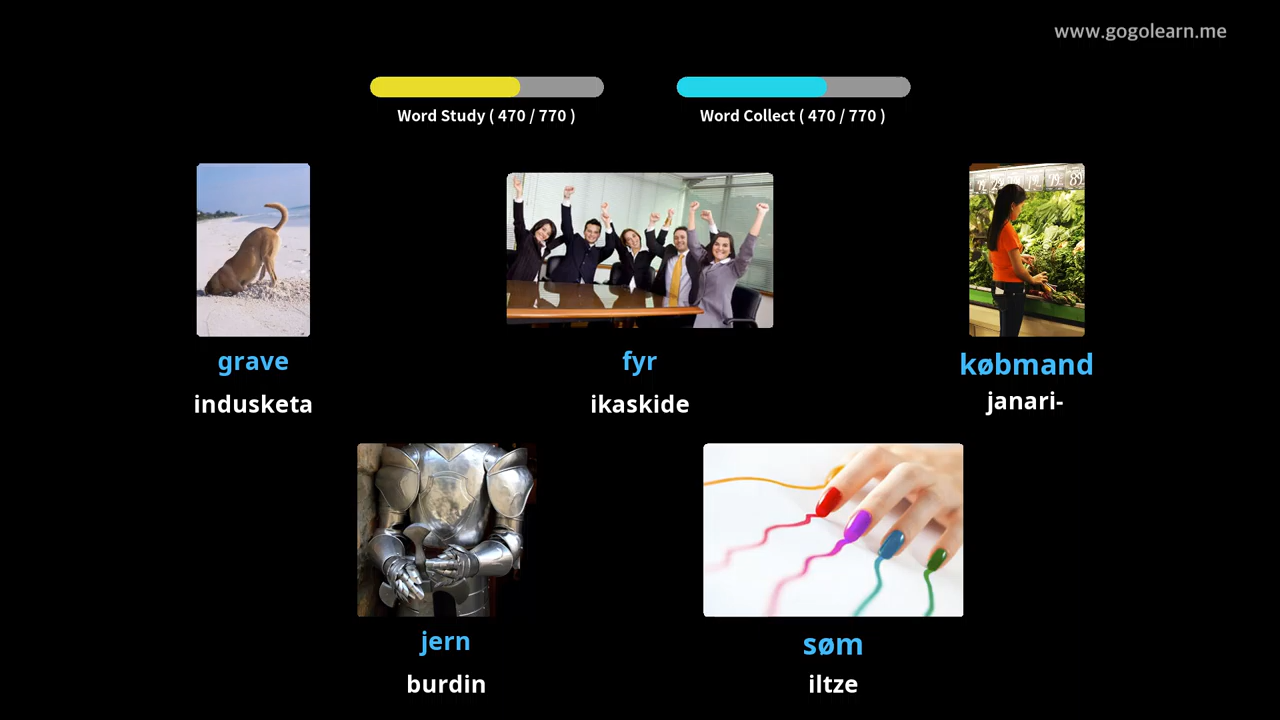 www.gogolearn.me
Word Study ( 470 / 770 )
Word Collect ( 470 / 770 )
grave
indusketa
fyr
ikaskide
købmand
janari-
jern
burdin
søm
iltze